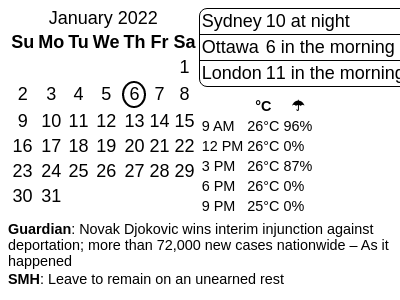 January 2022
Su Mo Tu We Th Fr Sa
1
2 3 4 5 6 7 8
9 10 11 12 13 14 15
16 17 18 19 20 21 22
23 24 25 26 27 28 29
30 31
Sydney 10 at night
Ottawa 6 in the morning
London 11 in the morning
°C ☂
9 AM 26°C 96%
12 PM 26°C 0%
3 PM 26°C 87%
6 PM 26°C 0%
9 PM 25°C 0%
Guardian: Novak Djokovic wins interim injunction against
deportation; more than 72,000 new cases nationwide – As it
happened
SMH: Leave to remain on an unearned rest